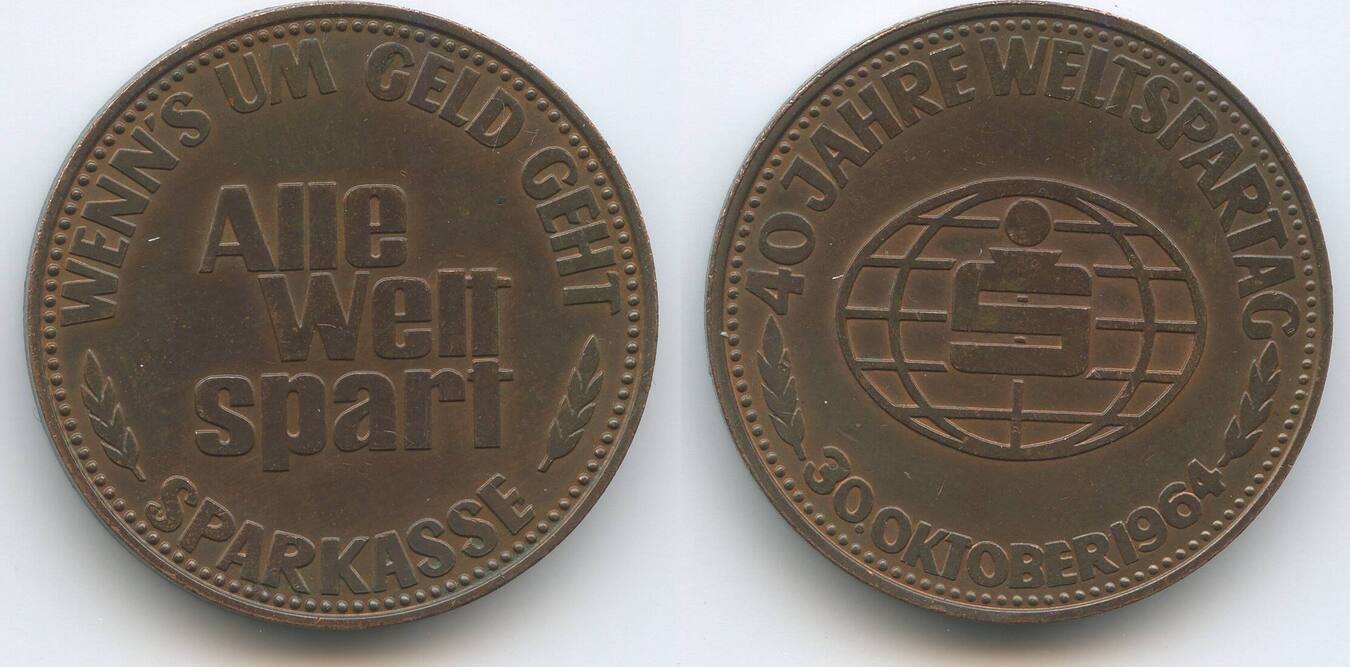 WENN'S UM GELD GEHT
Alle
Welt
spart
SPARKASSE
40 JAHRE WELTSPARTAG
S
30. OKTOBER 1964